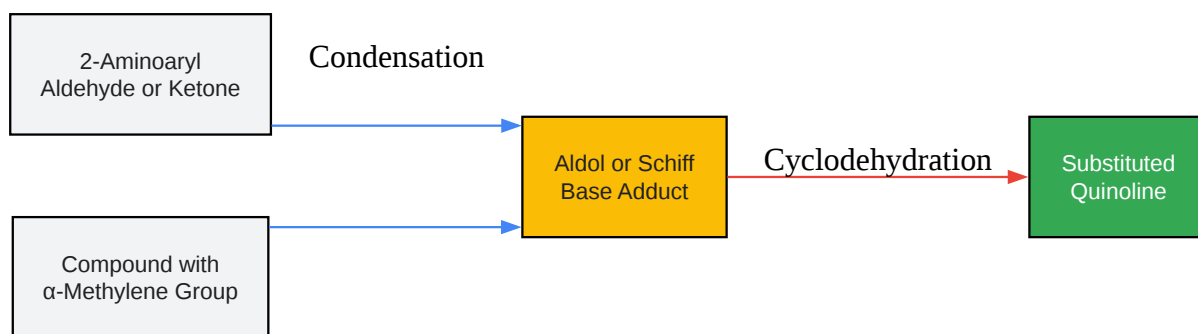 2-Aminoaryl
Aldehyde or Ketone
Condensation
Aldol or Schiff
Base Adduct
Cyclodehydration
Substituted
Quinoline
Compound with
α-Methylene Group